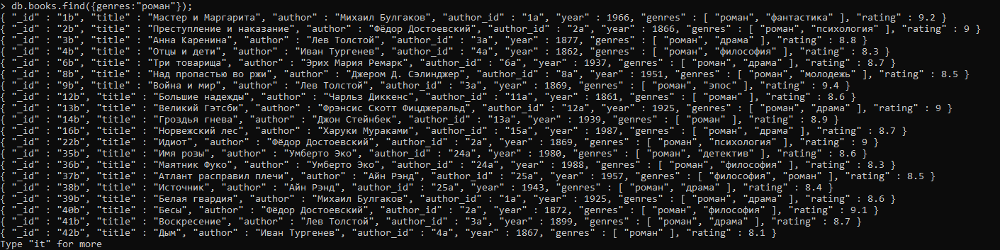 > db.books.find({genres:"роман"});
{ "_id" : "1b", "title" : "Мастер и Маргарита", "author" : "Михаил Булгаков", "author_id" : "1a", "year" : 1966, "genres" : [ "роман", "фантастика" ], "rating" : 9.2 }
{ "_id" : "2b", "title" : "Преступление и наказание", "author" : "Фёдор Достоевский", "author_id" : "2a", "year" : 1866, "genres" : [ "роман", "психология" ], "rating" : 9 }
{ "_id" : "3b", "title" : "Анна Каренина", "author" : "Лев Толстой", "author_id" : "3a", "year" : 1877, "genres" : [ "роман", "драма" ], "rating" : 8.8 }
{ "_id" : "4b", "title" : "Отцы и дети", "author" : "Иван Тургенев", "author_id" : "4a", "year" : 1862, "genres" : [ "роман", "философия" ], "rating" : 8.3 }
{ "_id" : "6b", "title" : "Три товарища", "author" : "Эрих Мария Ремарк", "author_id" : "6a", "year" : 1937, "genres" : [ "роман", "драма" ], "rating" : 8.7 }
{ "_id" : "8b", "title" : "Над пропастью во ржи", "author" : "Джером Д. Сэлинджер", "author_id" : "8a", "year" : 1951, "genres" : [ "роман", "молодежь" ], "rating" : 8.5 }
{ "_id" : "9b", "title" : "Война и мир", "author" : "Лев Толстой", "author_id" : "3a", "year" : 1869, "genres" : [ "роман", "эпос" ], "rating" : 9.4 }
{ "_id" : "12b", "title" : "Большие надежды", "author" : "Чарльз Диккенс", "author_id" : "11a", "year" : 1861, "genres" : [ "роман", "драма" ], "rating" : 8.6 }
{ "_id" : "13b", "title" : "Великий Гэтсби", "author" : "Фрэнсис Скотт Фицджеральд", "author_id" : "12a", "year" : 1925, "genres" : [ "роман", "драма" ], "rating" : 9 }
{ "_id" : "14b", "title" : "Гроздья гнева", "author" : "Джон Стейнбек", "author_id" : "13a", "year" : 1939, "genres" : [ "роман", "драма" ], "rating" : 8.9 }
{ "_id" : "16b", "title" : "Норвежский лес", "author" : "Харуки Мураками", "author_id" : "15a", "year" : 1987, "genres" : [ "роман", "драма" ], "rating" : 8.7 }
{ "_id" : "22b", "title" : "Идиот", "author" : "Фёдор Достоевский", "author_id" : "2a", "year" : 1869, "genres" : [ "роман", "психология" ], "rating" : 9 }
{ "_id" : "35b", "title" : "Имя розы", "author" : "Умберто Эко", "author_id" : "24a", "year" : 1980, "genres" : [ "роман", "детектив" ], "rating" : 8.6 }
{ "_id" : "36b", "title" : "Маятник Фуко", "author" : "Умберто Эко", "author_id" : "24a", "year" : 1988, "genres" : [ "роман", "философия" ], "rating" : 8.3 }
{ "_id" : "37b", "title" : "Атлант расправил плечи", "author" : "Айн Рэнд", "author_id" : "25a", "year" : 1957, "genres" : [ "философия", "роман" ], "rating" : 8.5 }
{ "_id" : "38b", "title" : "Источник", "author" : "Айн Рэнд", "author_id" : "25a", "year" : 1943, "genres" : [ "роман", "драма" ], "rating" : 8.4 }
{ "_id" : "39b", "title" : "Белая гвардия", "author" : "Михаил Булгаков", "author_id" : "1a", "year" : 1925, "genres" : [ "роман", "драма" ], "rating" : 8.6 }
{ "_id" : "40b", "title" : "Бесы", "author" : "Фёдор Достоевский", "author_id" : "2a", "year" : 1872, "genres" : [ "роман", "философия" ], "rating" : 9.1 }
{ "_id" : "41b", "title" : "Воскресение", "author" : "Лев Толстой", "author_id" : "3a", "year" : 1899, "genres" : [ "роман", "драма" ], "rating" : 8.7 }
{ "_id" : "42b", "title" : "Дым", "author" : "Иван Тургенев", "author_id" : "4a", "year" : 1867, "genres" : [ "роман" ], "rating" : 8.1 }
Type "it" for more